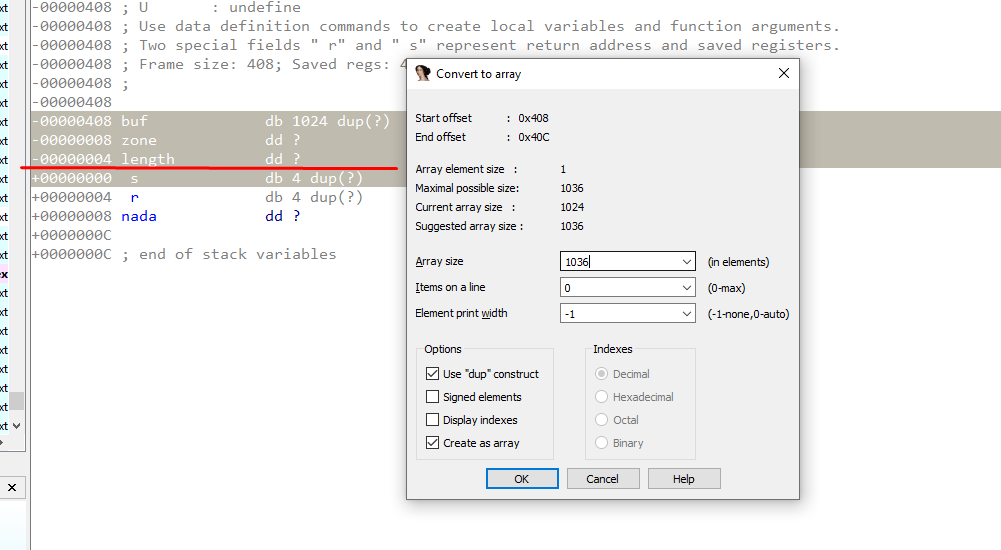 -00000408 ; U : undefine
-00000408 ; Use data definition commands to create local variables and function arguments.
-00000408 ; Two special fields " r" and " s" represent return address and saved registers.
-00000408 ; Frame size: 408; Saved regs: 4
-00000408 ;
-00000408
-00000408 buf db 1024 dup(?)
-00000008 zone dd ?
-00000004 length dd ?
+00000000 s db 4 dup(?)
+00000004 r db 4 dup(?)
+00000008 nada dd ?
+0000000C
+0000000C ; end of stack variables
Convert to array
Start offset : 0x408
End offset : 0x40C
Array element size : 1
Maximal possible size: 1036
Current array size : 1024
Suggested array size : 1036
Array size 1036 (in elements)
Items on a line 0 (0-max)
Element print width -1 (-1-none,0-auto)
Options
Use "dup" construct
Signed elements
Display indexes
Create as array
Indexes
Decimal
Hexadecimal
Octal
Binary
OK
Cancel
Help